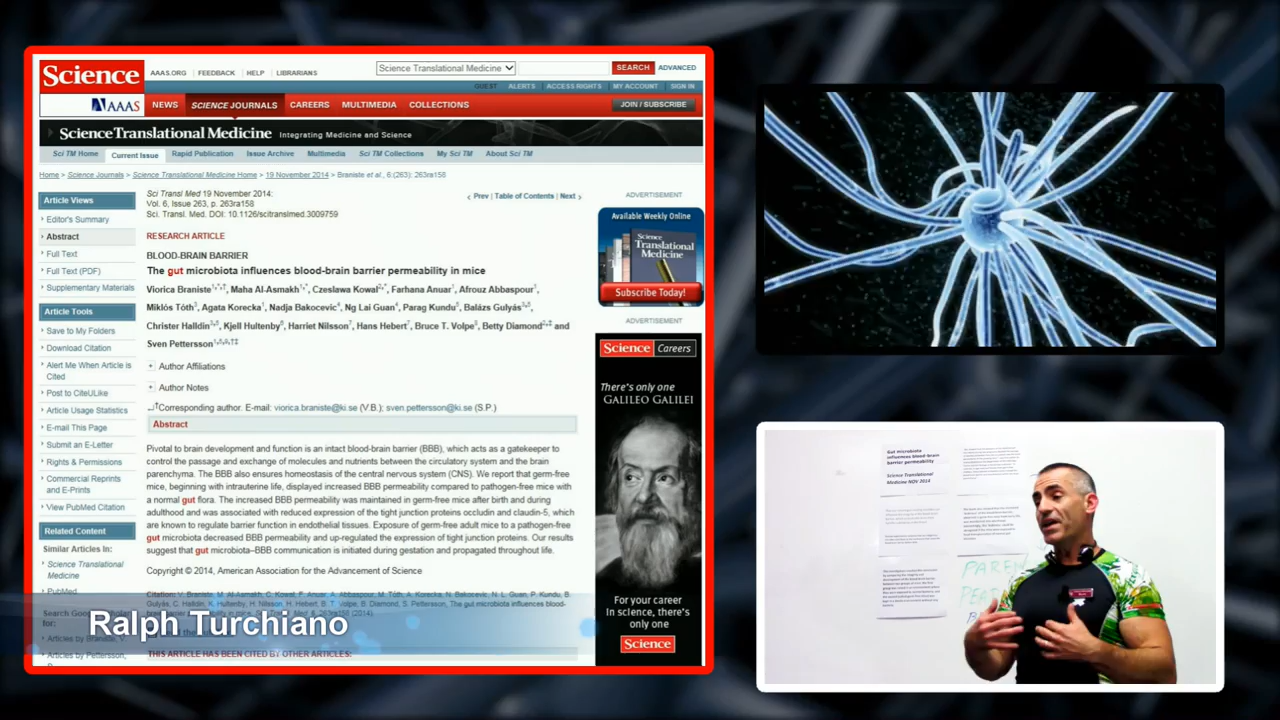 Science
AAAS.ORG FEEDBACK HELP LIBRARIANS
Science Translational Medicine
SEARCH ADVANCED
GUEST ALERTS ACCESS RIGHTS MY ACCOUNT SIGN IN
AAAS
NEWS SCIENCE JOURNALS CAREERS MULTIMEDIA COLLECTIONS
JOIN / SUBSCRIBE
Science Translational Medicine Integrating Medicine and Science
Sci TM Home Current Issue Rapid Publication Issue Archive Multimedia Sci TM Collections My Sci TM About Sci TM
Home > Science Journals > Science Translational Medicine Home > 19 November 2014 > Braniste et al., 6 (263): 263ra158
Article Views
Editor's Summary
Abstract
Full Text
Full Text (PDF)
Supplementary Materials
Article Tools
Save to My Folders
Download Citation
Alert Me When Article is
Cited
Post to CiteULike
Article Usage Statistics
E-mail This Page
Submit an E-Letter
Rights & Permissions
Commercial Reprints
and E-Prints
View PubMed Citation
Related Content
Similar Articles In:
Science Translational
Medicine
PubMed
Search Google Scholar
for:
Articles by Braniste, V.
Articles by Pettersson,
Sci Transl Med 19 November 2014:
Vol. 6, Issue 263, p. 263ra158
Sci. Transl. Med. DOI: 10.1126/scitranslmed.3009759
Prev | Table of Contents | Next
RESEARCH ARTICLE
BLOOD-BRAIN BARRIER
The gut microbiota influences blood-brain barrier permeability in mice
Viorica Braniste, Maha Al-Asmakh, Czeslawa Kowal, Farhana Anuar, Afrouz Abbaspour,
Miklós Tóth, Agata Korecka, Nadja Bakocevic, Ng Lai Guan, Parag Kundu, Balázs Gulyás,
Christer Halldin, Kjell Hultenby, Harriet Nilsson, Hans Hebert, Bruce T. Volpe, Betty Diamond and
Sven Pettersson
Author Affiliations
Author Notes
Corresponding author. E-mail: viorica.braniste@ki.se (V.B.); sven.pettersson@ki.se (S.P.)
Abstract
Pivotal to brain development and function is an intact blood-brain barrier (BBB), which acts as a gatekeeper to
control the passage and exchange of molecules and nutrients between the circulatory system and the brain
parenchyma. The BBB also ensures homeostasis of the central nervous system (CNS). We report that germ-free
mice, beginning with intrauterine life, displayed increased BBB permeability compared to pathogen-free mice with
a normal gut flora. The increased BBB permeability was maintained in germ-free mice after birth and during
adulthood and was associated with reduced expression of the tight junction proteins occludin and claudin-5, which
are known to regulate barrier function in endothelial tissues. Exposure of germ-free adult mice to a pathogen-free
gut microbiota decreased BBB permeability and up-regulated the expression of tight junction proteins. Our results
suggest that gut microbiota–BBB communication is initiated during gestation and propagated throughout life.
Copyright © 2014, American Association for the Advancement of Science
THIS ARTICLE HAS BEEN CITED BY OTHER ARTICLES:
ADVERTISEMENT
Available Weekly Online
Science
Translational
Medicine
Subscribe Today!
ADVERTISEMENT
Science Careers
There's only one
GALILEO GALILEI
For your career
In science, there's
only one
Science
Ralph Turchiano
Gut microbiota
influences blood-brain
barrier permeability
Science Translational
Medicine NOV 2014